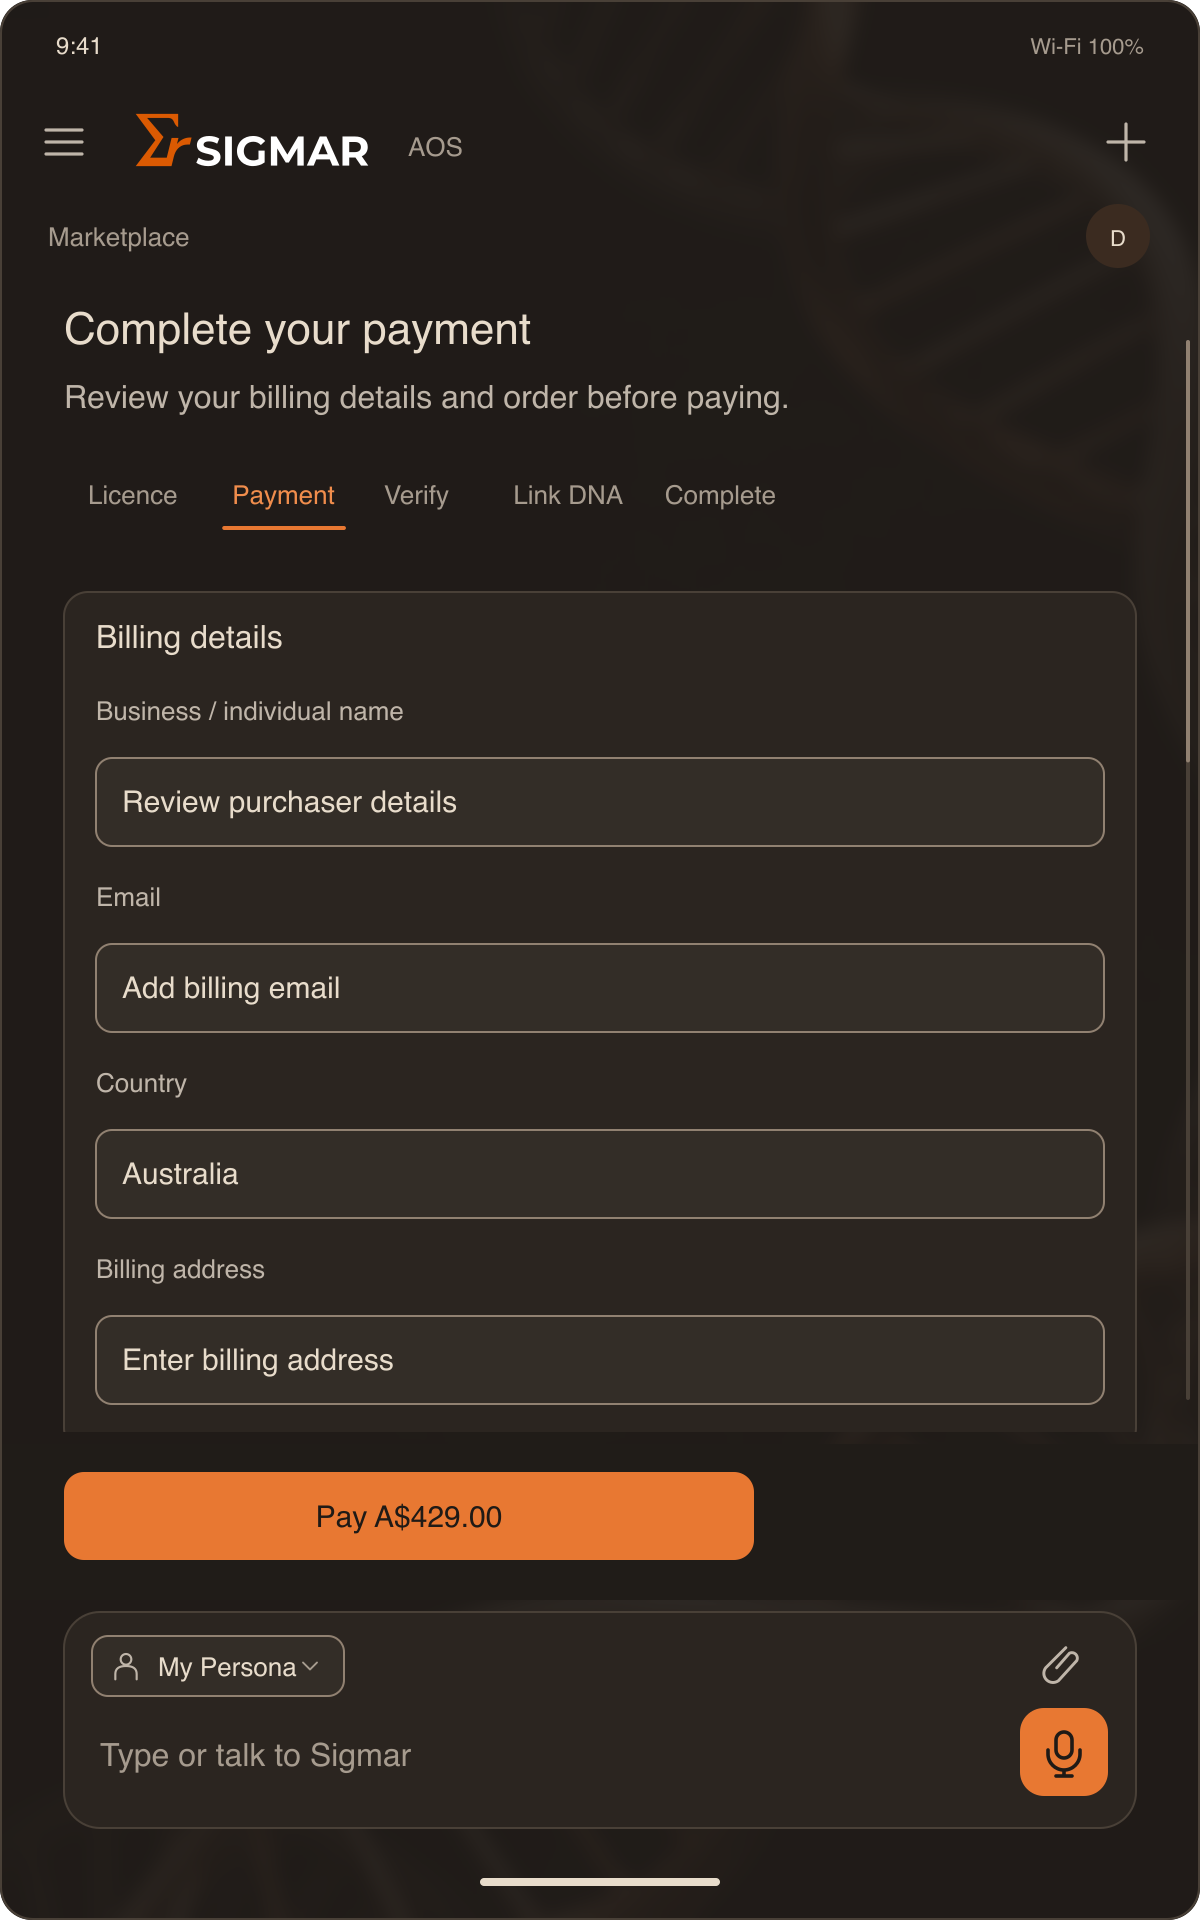 9:41
Wi-Fi 100%
Σr SIGMAR AOS
Marketplace
D
Complete your payment
Review your billing details and order before paying.
Licence Payment Verify Link DNA Complete
Billing details
Business / individual name
Review purchaser details
Email
Add billing email
Country
Australia
Billing address
Enter billing address
Pay A$429.00
My Persona
Type or talk to Sigmar